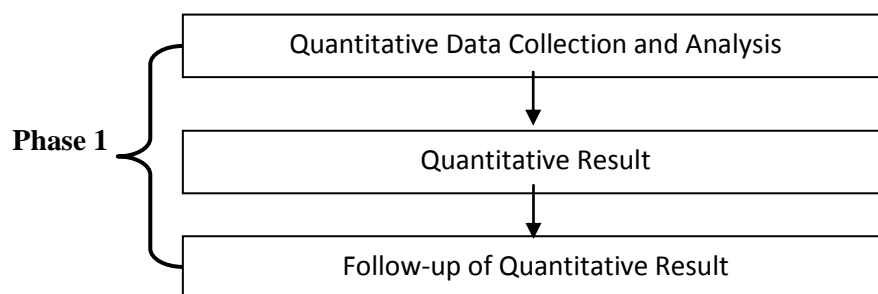 Quantitative Data Collection and Analysis
Phase 1
Quantitative Result
Follow-up of Quantitative Result